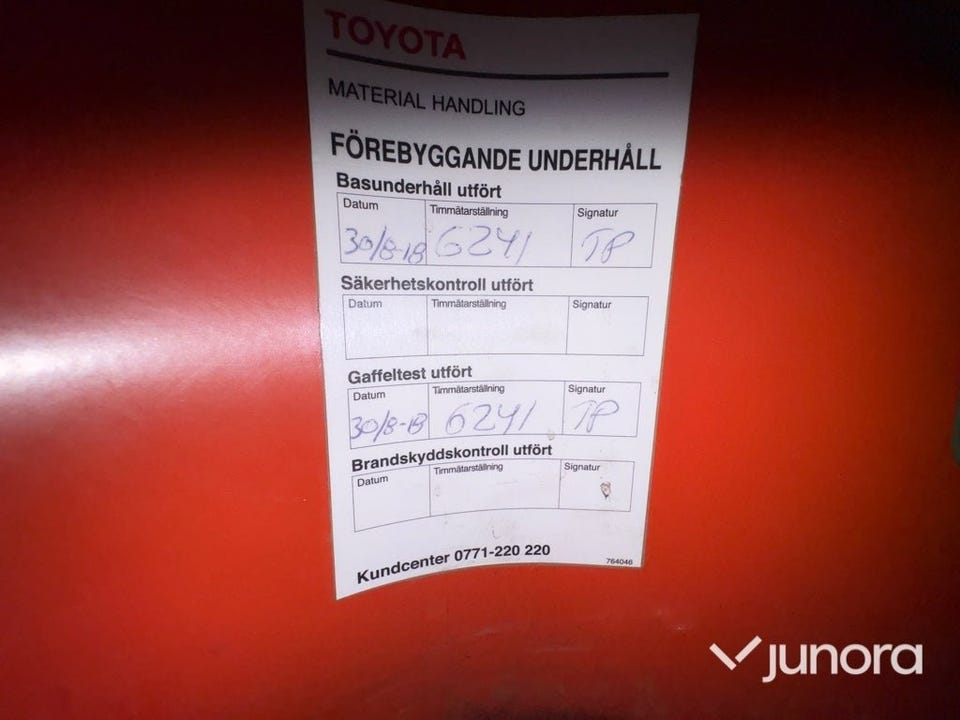 TOYOTA
MATERIAL HANDLING
FÖREBYGGANDE UNDERHÅLL
Basunderhåll utfört
Datum Timmätarställning Signatur
30/8-18 6241 TP
Säkerhetskontroll utfört
Datum Timmätarställning Signatur
Gaffeltest utfört
Datum Timmätarställning Signatur
30/8-18 6241 TP
Brandskyddskontroll utfört
Datum Timmätarställning Signatur
Kundcenter 0771-220 220 764046
junora